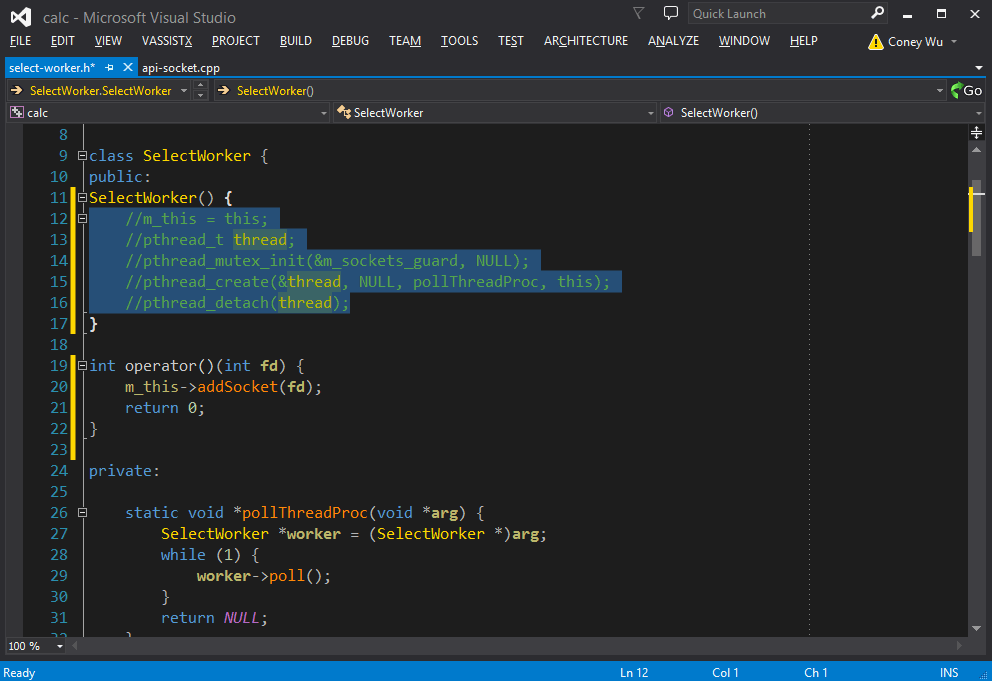 calc - Microsoft Visual Studio
Quick Launch
FILE EDIT VIEW VASSISTX PROJECT BUILD DEBUG TEAM TOOLS TEST ARCHITECTURE ANALYZE WINDOW HELP Coney Wu
select-worker.h* api-socket.cpp
SelectWorker.SelectWorker SelectWorker() Go
calc SelectWorker SelectWorker()
8
9 class SelectWorker {
10 public:
11 SelectWorker() {
12 //m_this = this;
13 //pthread_t thread;
14 //pthread_mutex_init(&m_sockets_guard, NULL);
15 //pthread_create(&thread, NULL, pollThreadProc, this);
16 //pthread_detach(thread);
17 }
18
19 int operator()(int fd) {
20 m_this->addSocket(fd);
21 return 0;
22 }
23
24 private:
25
26 static void *pollThreadProc(void *arg) {
27 SelectWorker *worker = (SelectWorker *)arg;
28 while (1) {
29 worker->poll();
30 }
31 return NULL;
32 }
100 %
Ready Ln 12 Col 1 Ch 1 INS